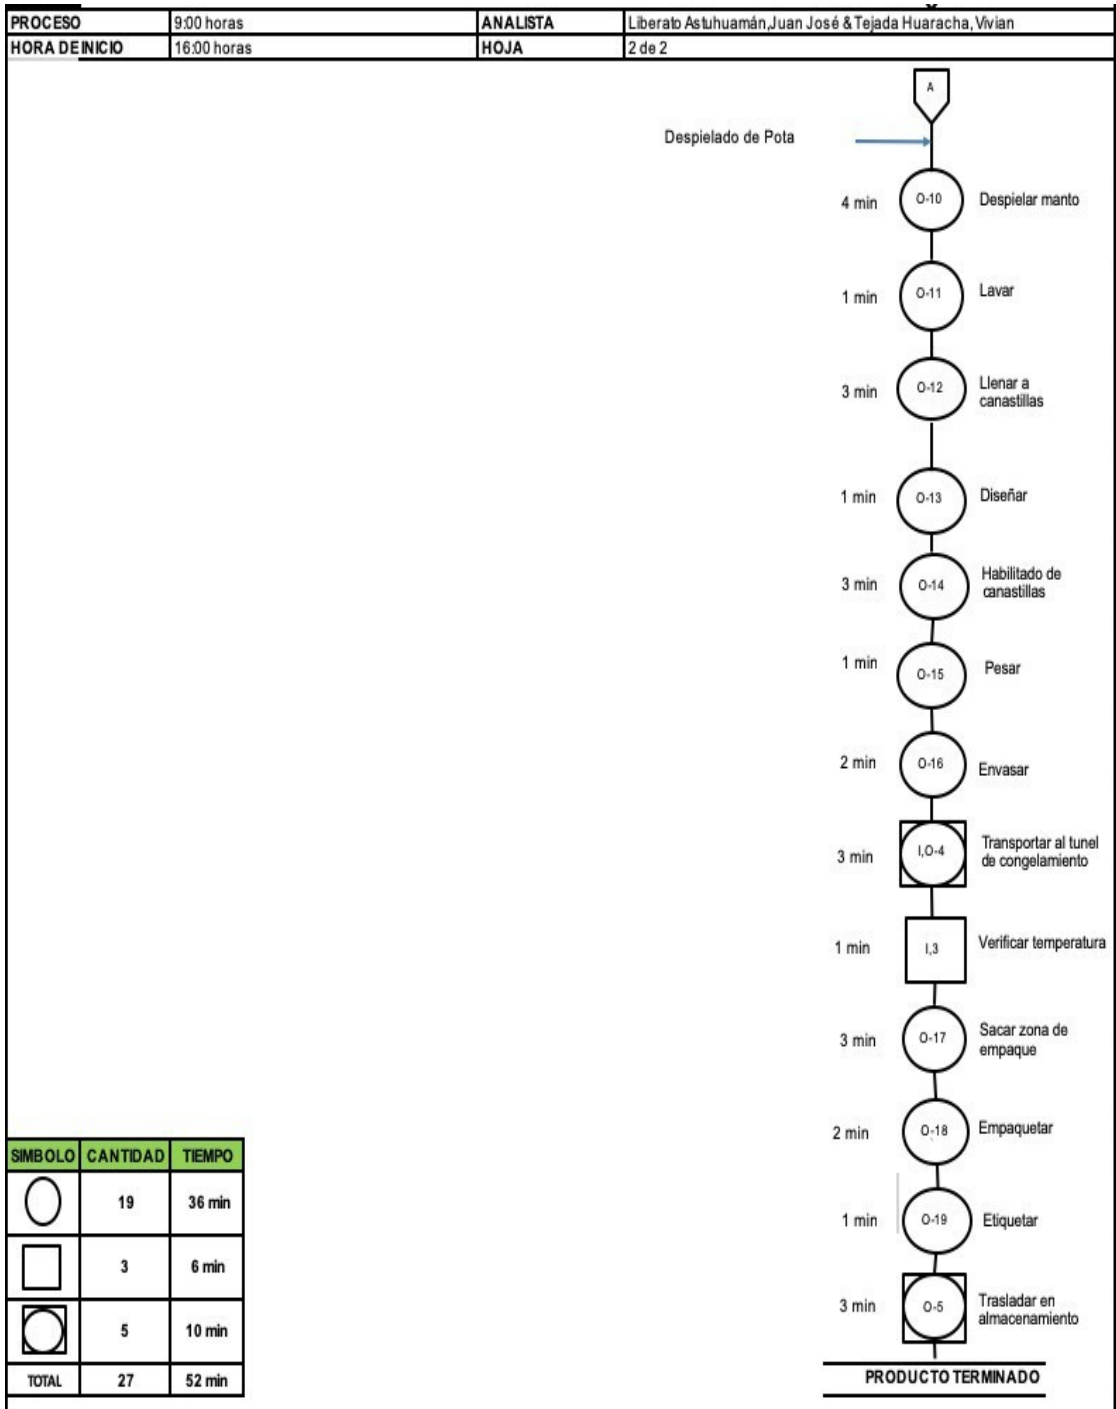 PROCESO 9:00 horas ANALISTA Liberato Astuhuamán,Juan José & Tejada Huaracha, Vivian
HORA DE INICIO 16:00 horas HOJA 2 de 2
A
Despielado de Pota
4 min O-10 Despielar manto
1 min O-11 Lavar
3 min O-12 Llenar a
canastillas
1 min O-13 Diseñar
3 min O-14 Habilitado de
canastillas
1 min O-15 Pesar
2 min O-16 Envasar
3 min I,O-4 Transportar al tunel
de congelamiento
1 min I,3 Verificar temperatura
3 min O-17 Sacar zona de
empaque
2 min O-18 Empaquetar
1 min O-19 Etiquetar
3 min O-5 Trasladar en
almacenamiento
PRODUCTO TERMINADO
SIMBOLO CANTIDAD TIEMPO
19 36 min
3 6 min
5 10 min
TOTAL 27 52 min